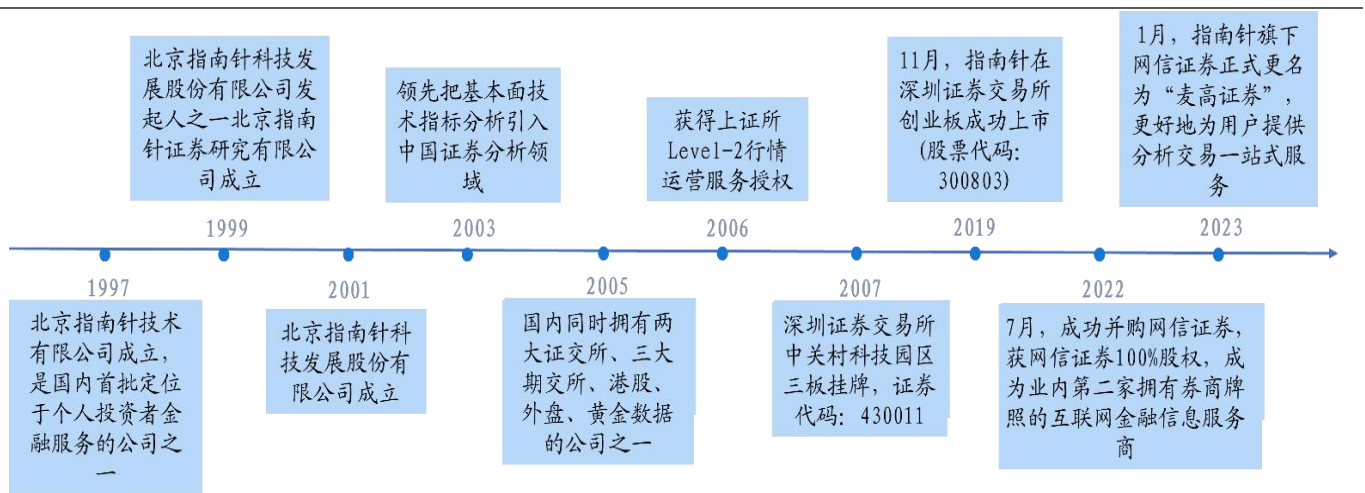 北京指南针科技发
展股份有限公司发
起人之一北京指南
针证券研究有限公
司成立
领先把基本面技
术指标分析引入
中国证券分析领
域
获得上证所
Level-2行情
运营服务授权
11月，指南针在
深圳证券交易所
创业板成功上市
(股票代码:
300803)
1月，指南针旗下
网信证券正式更名
为“麦高证券”，
更好地为用户提供
分析交易一站式服
务
1999
2003
2006
2019
2023
1997
2001
2005
2007
2022
北京指南针技术
有限公司成立，
是国内首批定位
于个人投资者金
融服务的公司之
一
北京指南针科
技发展股份有
限公司成立
国内同时拥有两
大证交所、三大
期交所、港股、
外盘、黄金数据
的公司之一
深圳证券交易所
中关村科技园区
三板挂牌，证券
代码: 430011
7月，成功并购网信证券，
获网信证券100%股权，成
为业内第二家拥有券商牌
照的互联网金融信息服务
商